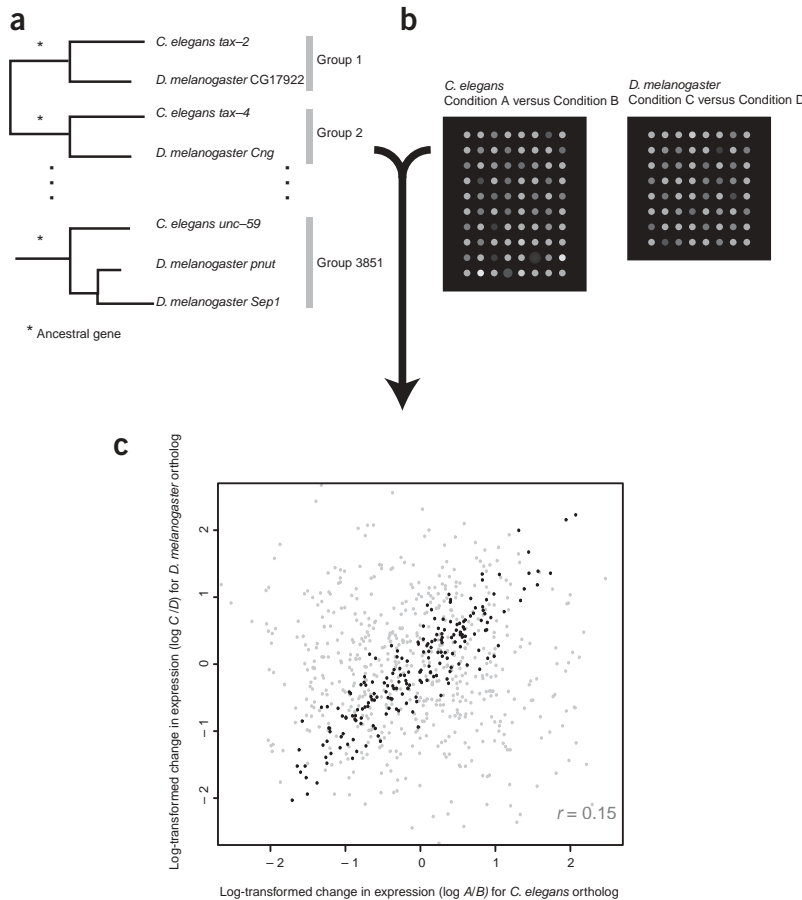 a
* C. elegans tax–2
D. melanogaster CG17922
Group 1
* C. elegans tax–4
D. melanogaster Cng
Group 2
* C. elegans unc–59
D. melanogaster pnut
D. melanogaster Sep1
Group 3851
* Ancestral gene
b
C. elegans
Condition A versus Condition B
D. melanogaster
Condition C versus Condition D
c
Log-transformed change in expression (log C/D) for D. melanogaster ortholog
2
1
0
– 1
– 2
r = 0.15
– 2 – 1 0 1 2
Log-transformed change in expression (log A/B) for C. elegans ortholog